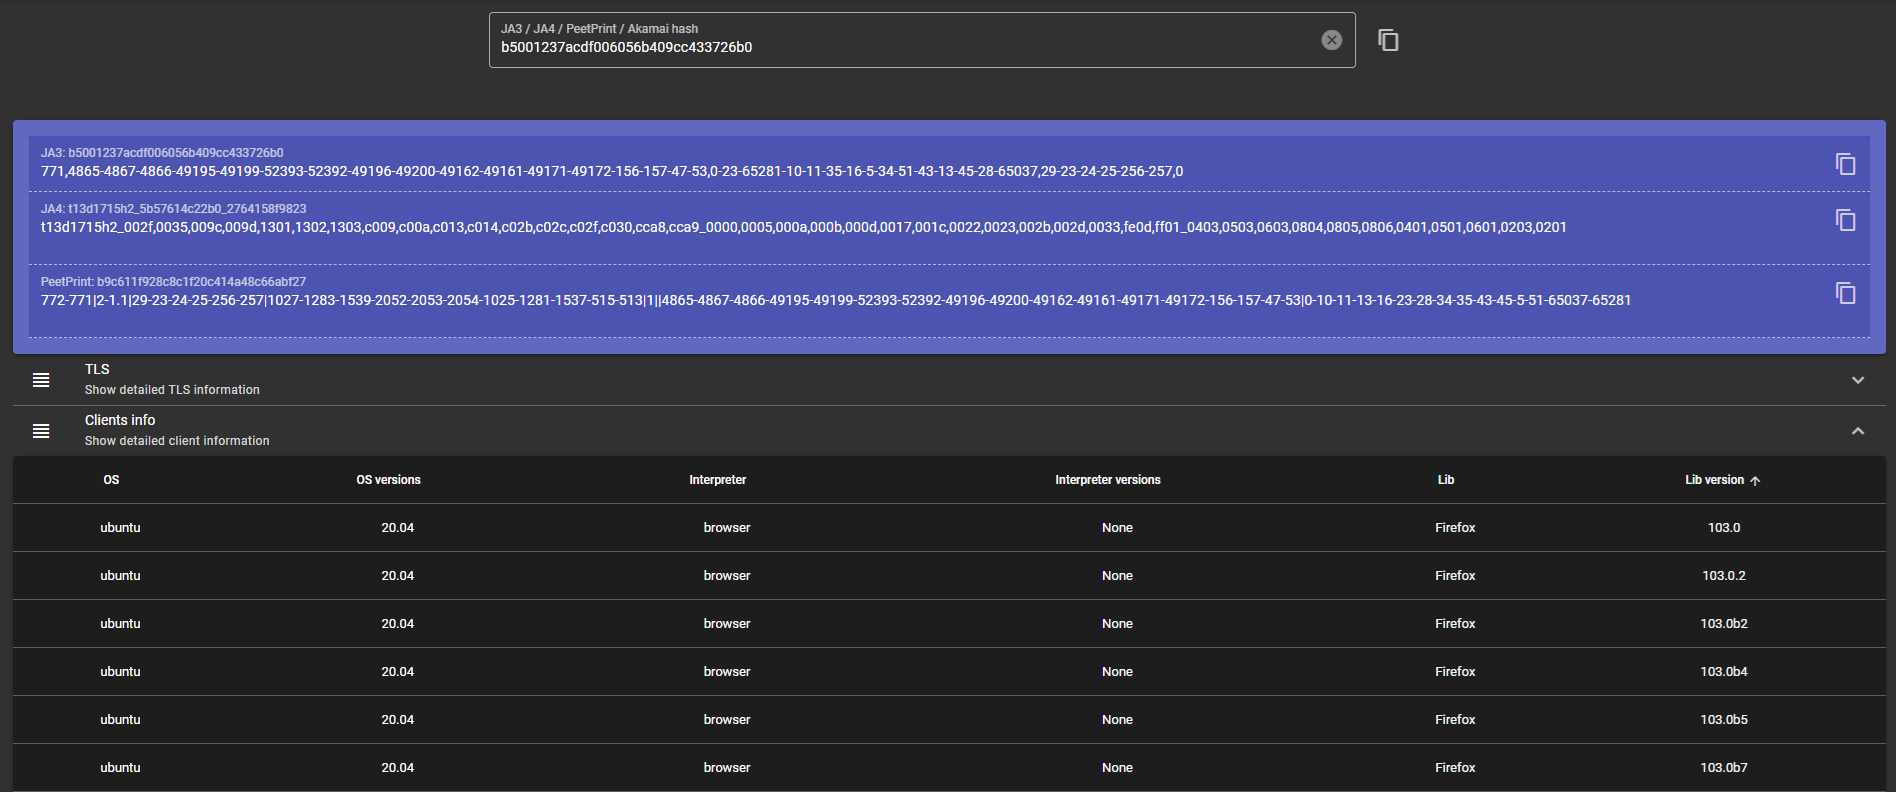 JA3 / JA4 / PeetPrint / Akamai hash
b5001237acdf006056b409cc433726b0
JA3: b5001237acdf006056b409cc433726b0
771,4865-4867-4866-49195-49199-52393-52392-49196-49200-49162-49161-49171-49172-156-157-47-53,0-23-65281-10-11-35-16-5-34-51-43-13-45-28-65037,29-23-24-25-256-257,0
JA4: t13d1715h2_5b57614c22b0_2764158f9823
t13d1715h2_002f,0035,009c,009d,1301,1302,1303,c009,c00a,c013,c014,c02b,c02c,c02f,c030,cca8,cca9_0000,0005,000a,000b,000d,0017,001c,0022,0023,002b,002d,0033,fe0d,ff01_0403,0503,0603,0804,0805,0806,0401,0501,0601,0203,0201
PeetPrint: b9c611f928c8c1f20c414a48c66abf27
772-771|2-1.1|29-23-24-25-256-257|1027-1283-1539-2052-2053-2054-1025-1281-1537-515-513|1||4865-4867-4866-49195-49199-52393-52392-49196-49200-49162-49161-49171-49172-156-157-47-53|0-10-11-13-16-23-28-34-35-43-45-5-51-65037-65281
TLS
Show detailed TLS information
Clients info
Show detailed client information
OS OS versions Interpreter Interpreter versions Lib Lib version
ubuntu 20.04 browser None Firefox 103.0
ubuntu 20.04 browser None Firefox 103.0.2
ubuntu 20.04 browser None Firefox 103.0b2
ubuntu 20.04 browser None Firefox 103.0b4
ubuntu 20.04 browser None Firefox 103.0b5
ubuntu 20.04 browser None Firefox 103.0b7